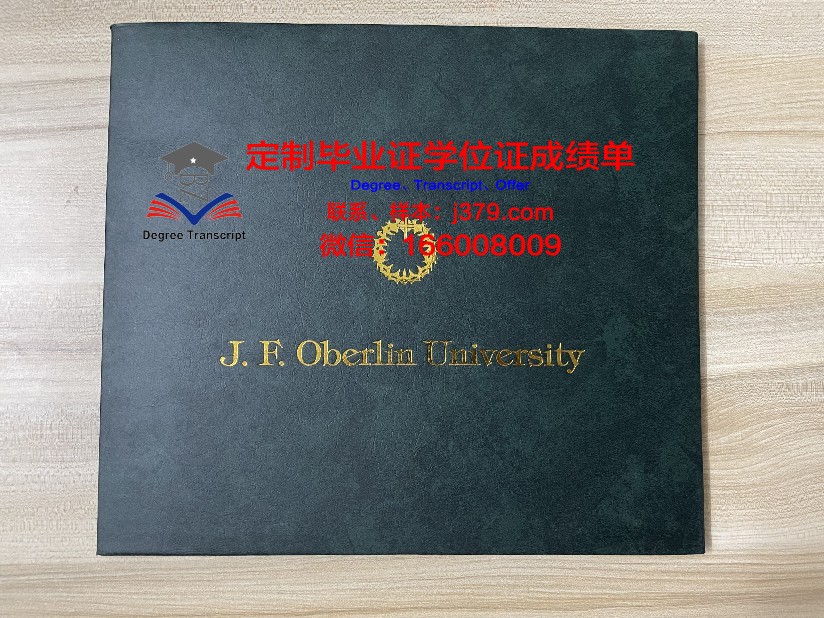 定制毕业证学位证成绩单
Degree、Transcript、Offer
联系、样本：j379.com
微信：166008009
Degree Transcript
J. F. Oberlin University